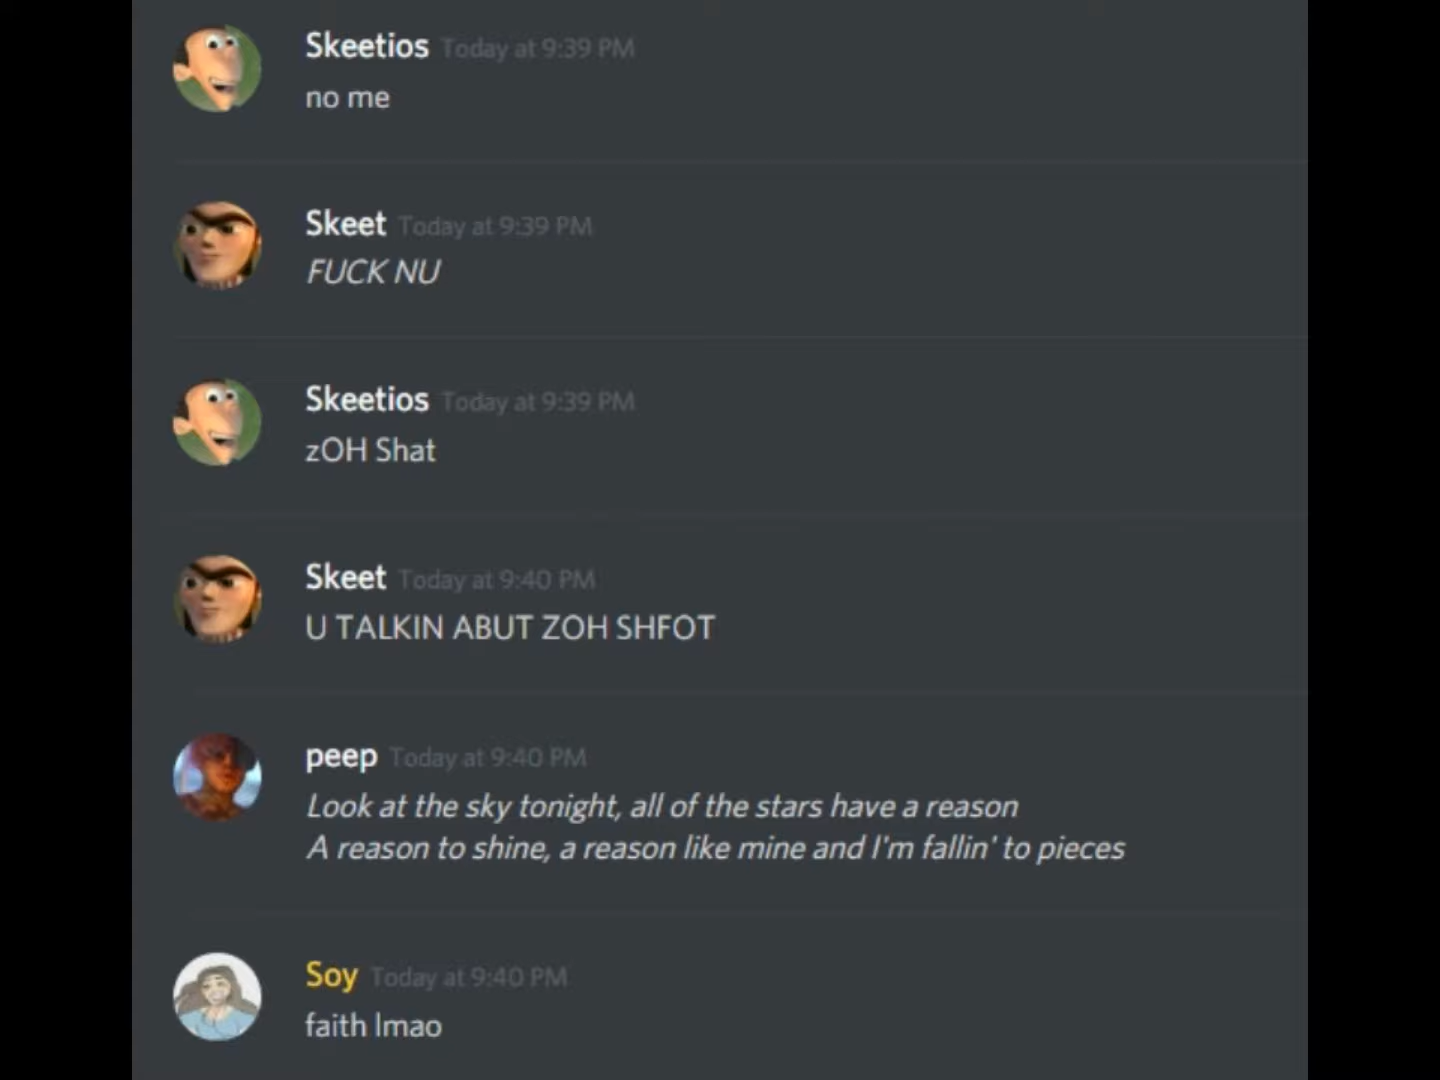 Skeetios Today at 9:39 PM
no me
Skeet Today at 9:39 PM
FUCK NU
Skeetios Today at 9:39 PM
zOH Shat
Skeet Today at 9:40 PM
U TALKIN ABUT ZOH SHFOT
peep Today at 9:40 PM
Look at the sky tonight, all of the stars have a reason
A reason to shine, a reason like mine and I'm fallin' to pieces
Soy Today at 9:40 PM
faith lmao